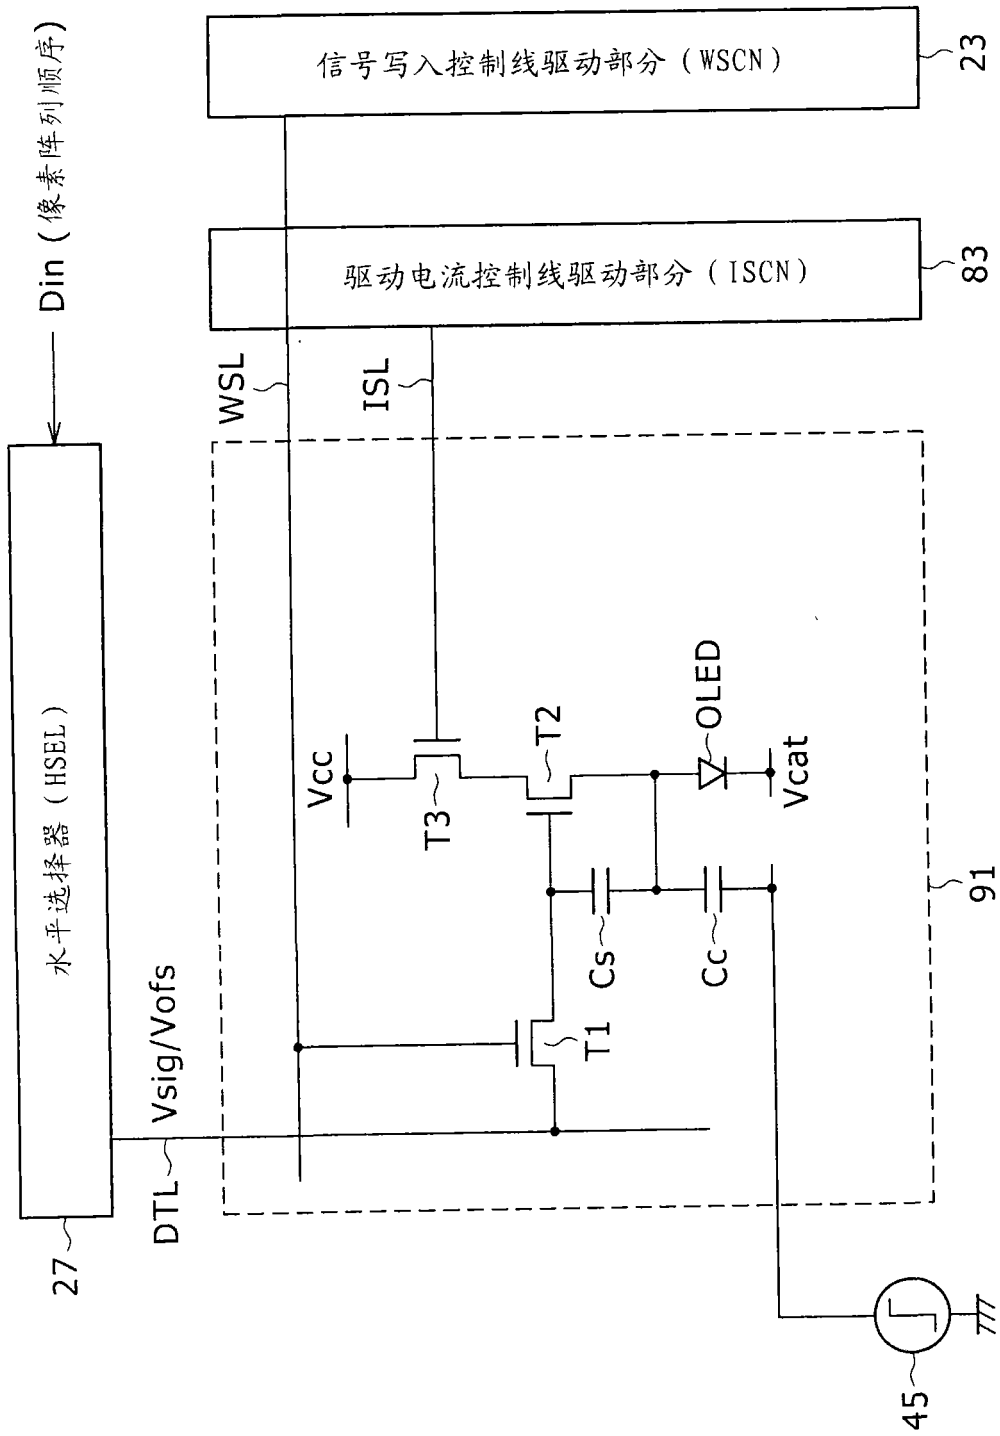 信号写入控制线驱动部分(WSCN)
23
Din(像素阵列顺序)
驱动电流控制线驱动部分(ISCN)
83
WSL
ISL
水平选择器(HSEL)
27
DTL
Vsig/Vofs
Vcc
T3
T2
OLED
Vcat
Cs
Cc
T1
91
45